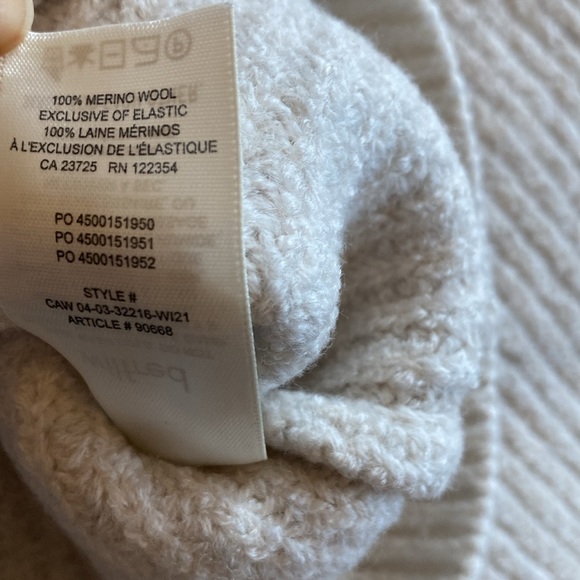 100% MERINO WOOL
EXCLUSIVE OF ELASTIC
100% LAINE MÉRINOS
À L'EXCLUSION DE L'ÉLASTIQUE
CA 23725 RN 122354
PO 4500151950
PO 4500151951
PO 4500151952
STYLE #
CAW 04-03-32216-WI21
ARTICLE # 90668
wilfred